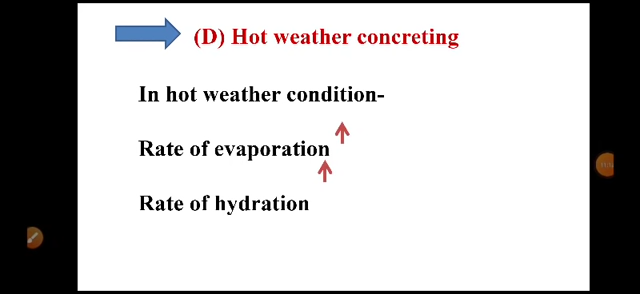 (D) Hot weather concreting
In hot weather condition-
Rate of evaporation
Rate of hydration